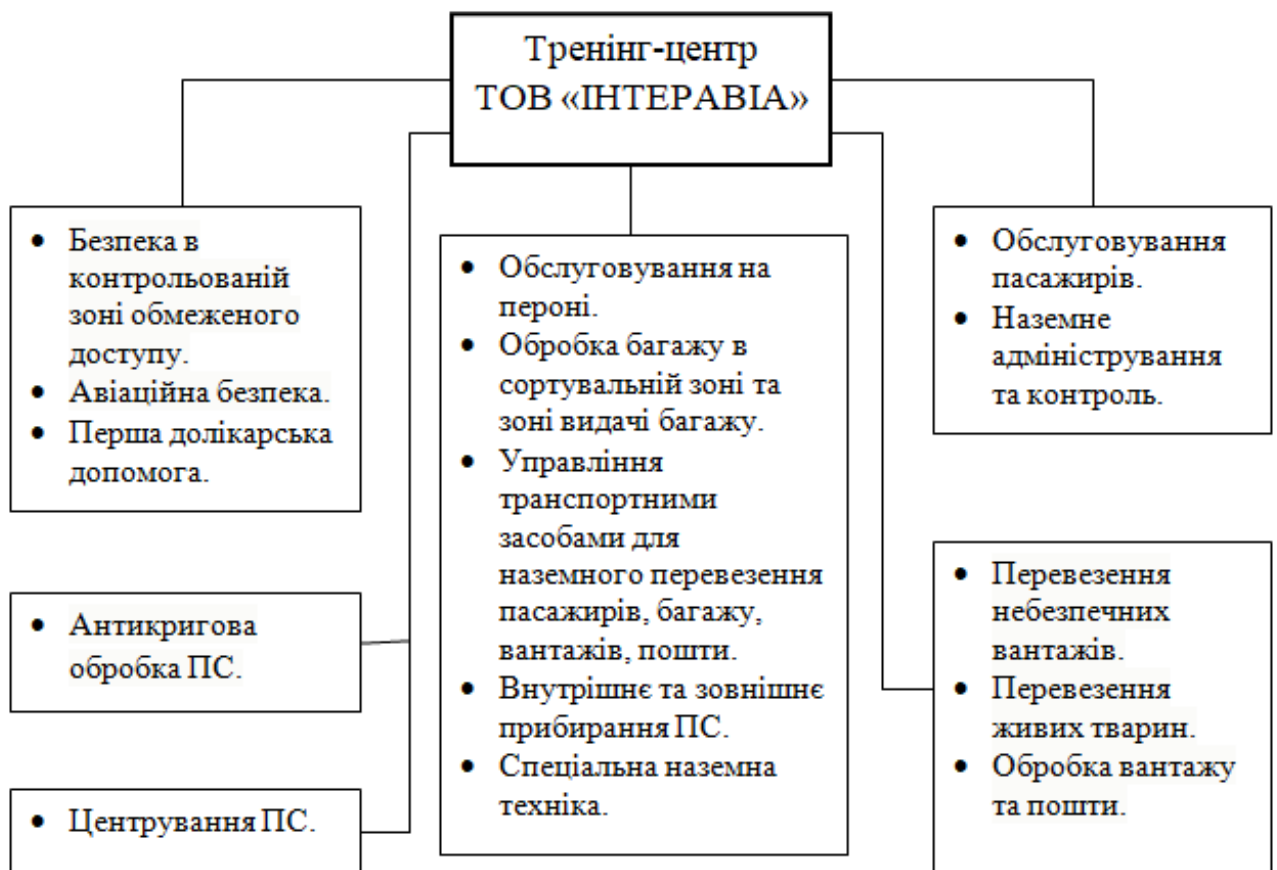 Тренінг-центр
ТОВ «ІНТЕРАВІА»
• Безпека в
контрольованій
зоні обмеженого
доступу.
• Авіаційна безпека.
• Перша долікарська
допомога.
• Антикригова
обробка ПС.
• Центрування ПС.
• Обслуговування на
пероні.
• Обробка багажу в
сортувальній зоні та
зоні видачі багажу.
• Управління
транспортними
засобами для
наземного перевезення
пасажирів, багажу,
вантажів, пошти.
• Внутрішнє та зовнішнє
прибирання ПС.
• Спеціальна наземна
техніка.
• Обслуговування
пасажирів.
• Наземне
адміністрування
та контроль.
• Перевезення
небезпечних
вантажів.
• Перевезення
живих тварин.
• Обробка вантажу
та пошти.